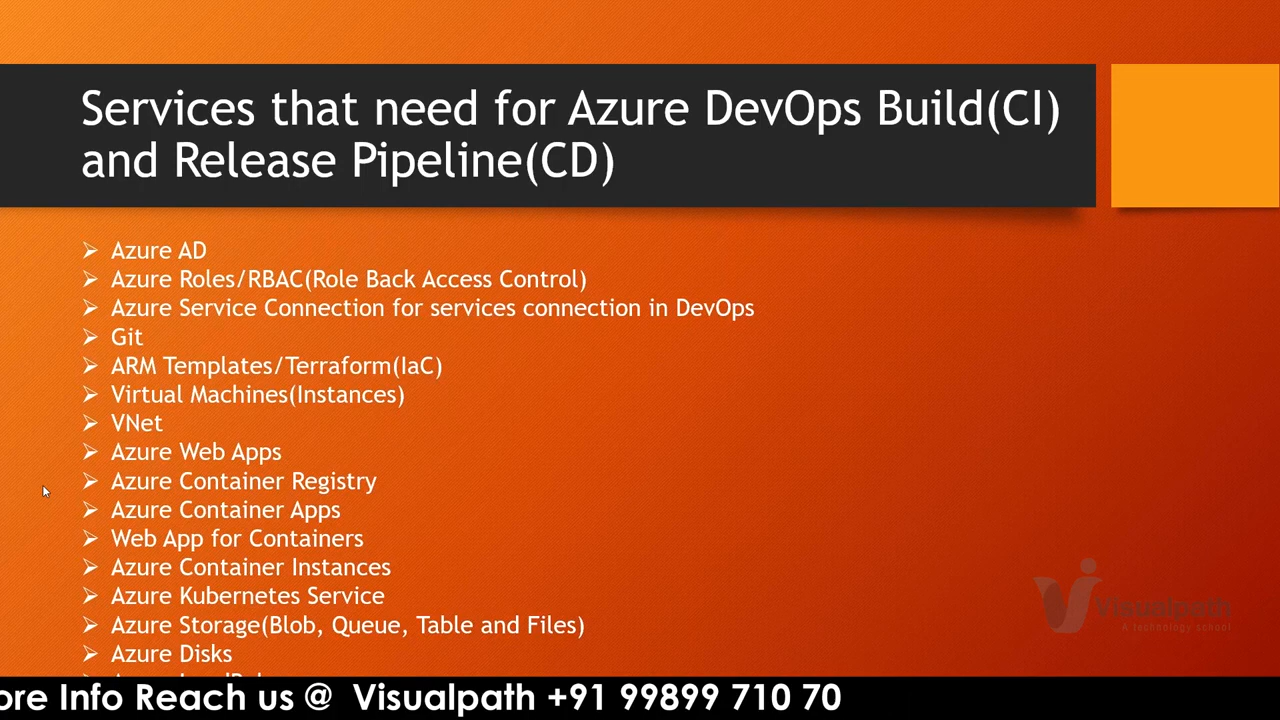 Services that need for Azure DevOps Build(CI)
and Release Pipeline(CD)
Azure AD
Azure Roles/RBAC(Role Back Access Control)
Azure Service Connection for services connection in DevOps
Git
ARM Templates/Terraform(IaC)
Virtual Machines(Instances)
VNet
Azure Web Apps
Azure Container Registry
Azure Container Apps
Web App for Containers
Azure Container Instances
Azure Kubernetes Service
Azure Storage(Blob, Queue, Table and Files)
Azure Disks
Visualpath
A technology school
ore Info Reach us @ Visualpath +91 99899 710 70